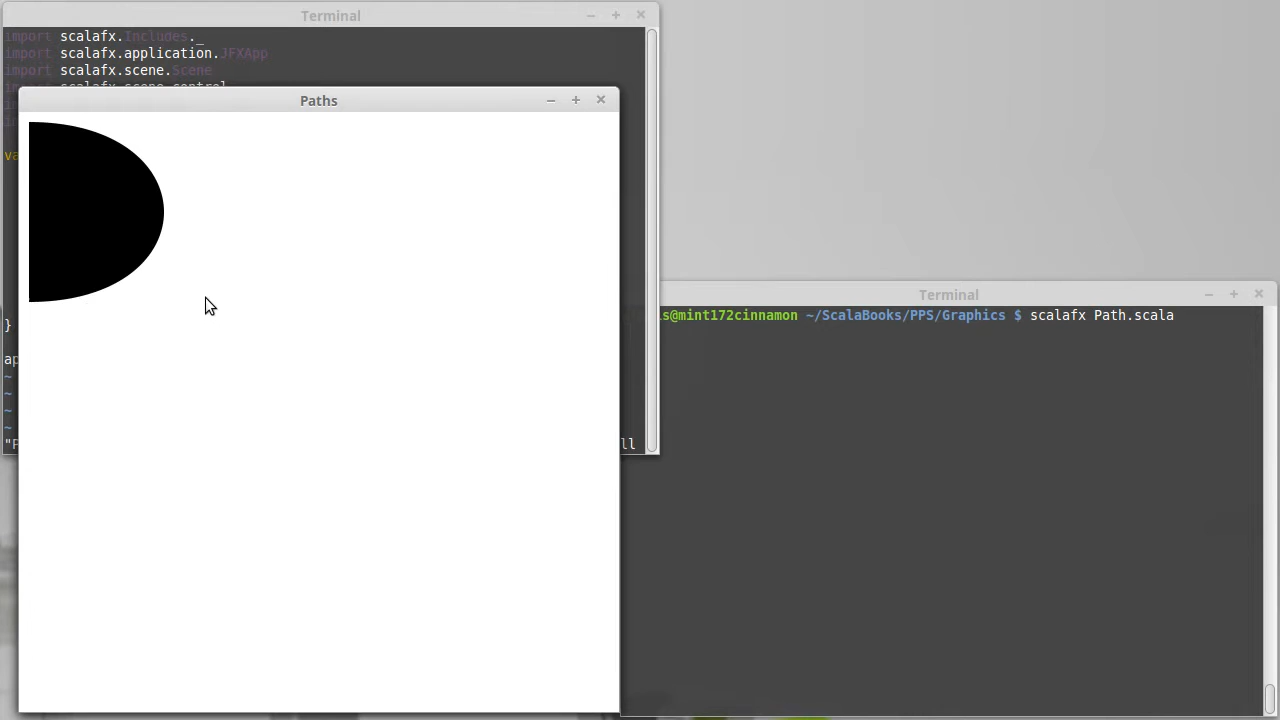 Terminal
import scalafx.Includes._
import scalafx.application.JFXApp
import scalafx.scene.Scene
Paths
}
~
~
~
~
Terminal
s@mint172cinnamon ~/ScalaBooks/PPS/Graphics $ scalafx Path.scala